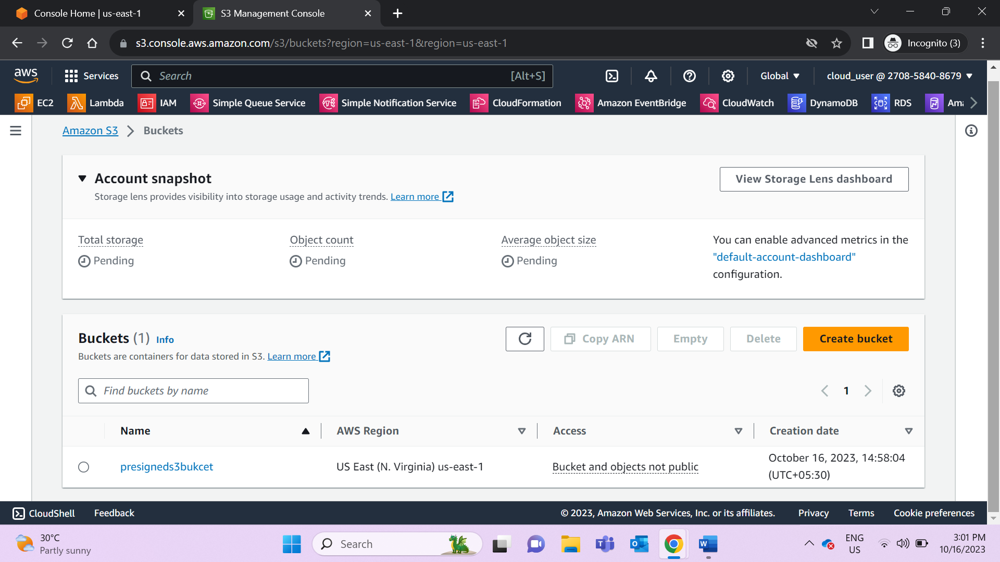 Console Home | us-east-1
S3 Management Console
s3.console.aws.amazon.com/s3/buckets?region=us-east-1&region=us-east-1
Incognito (3)
aws
Services
Search
[Alt+S]
Global
cloud_user @ 2708-5840-8679
EC2
Lambda
IAM
Simple Queue Service
Simple Notification Service
CloudFormation
Amazon EventBridge
CloudWatch
DynamoDB
RDS
Ama
Amazon S3
Buckets
Account snapshot
View Storage Lens dashboard
Storage lens provides visibility into storage usage and activity trends. Learn more
Total storage
Pending
Object count
Pending
Average object size
Pending
You can enable advanced metrics in the
"default-account-dashboard"
configuration.
Buckets (1) Info
Buckets are containers for data stored in S3. Learn more
Copy ARN
Empty
Delete
Create bucket
Find buckets by name
1
Name
AWS Region
Access
Creation date
presigneds3bukcet
US East (N. Virginia) us-east-1
Bucket and objects not public
October 16, 2023, 14:58:04
(UTC+05:30)
CloudShell
Feedback
© 2023, Amazon Web Services, Inc. or its affiliates.
Privacy
Terms
Cookie preferences
30°C
Partly sunny
Search
ENG
US
3:01 PM
10/16/2023